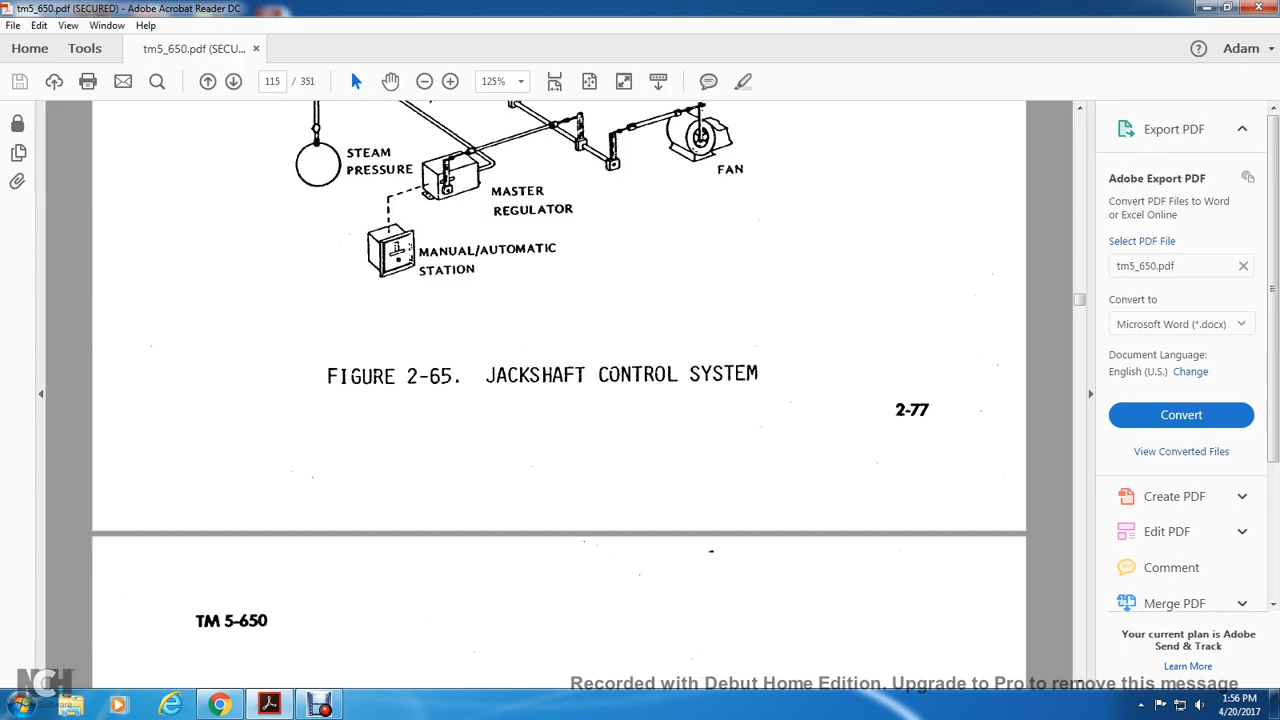 tm5_650.pdf (SECURED) - Adobe Acrobat Reader DC
File Edit View Window Help
Home Tools tm5_650.pdf (SECU... × Adam
115 / 351 125%
STEAM
PRESSURE
MASTER
REGULATOR
FAN
MANUAL/AUTOMATIC
STATION
FIGURE 2-65. JACKSHAFT CONTROL SYSTEM
2-77
TM 5-650
Export PDF
Adobe Export PDF
Convert PDF Files to Word
or Excel Online
Select PDF File
tm5_650.pdf ×
Convert to
Microsoft Word (*.docx)
Document Language:
English (U.S.) Change
Convert
View Converted Files
Create PDF
Edit PDF
Comment
Merge PDF
Your current plan is Adobe
Send & Track
Learn More
NCH
Software
Recorded with Debut Home Edition. Upgrade to Pro to remove this message
1:56 PM
4/20/2017